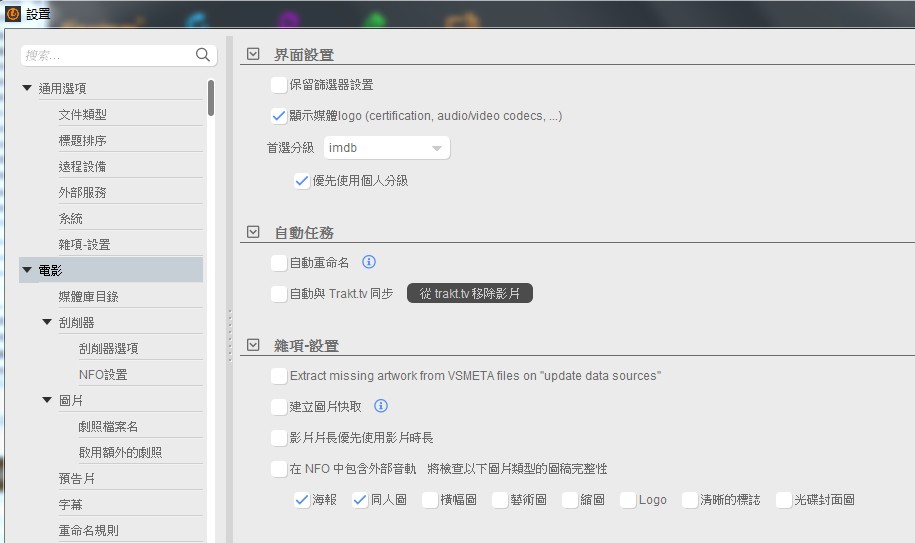 設置
搜索...
通用選項
文件類型
標題排序
遠程設備
外部服務
系統
雜項-設置
電影
媒體庫目錄
刮削器
刮削器選項
NFO設置
圖片
劇照檔案名
啟用額外的劇照
預告片
字幕
重命名規則
界面設置
保留篩選器設置
顯示媒體logo (certification, audio/video codecs, ...)
首選分級 imdb
優先使用個人分級
自動任務
自動重命名
自動與 Trakt.tv 同步 從 trakt.tv 移除影片
雜項-設置
Extract missing artwork from VSMETA files on "update data sources"
建立圖片快取
影片片長優先使用影片時長
在 NFO 中包含外部音軌 將檢查以下圖片類型的圖稿完整性
海報 同人圖 橫幅圖 藝術圖 縮圖 Logo 清晰的標誌 光碟封面圖